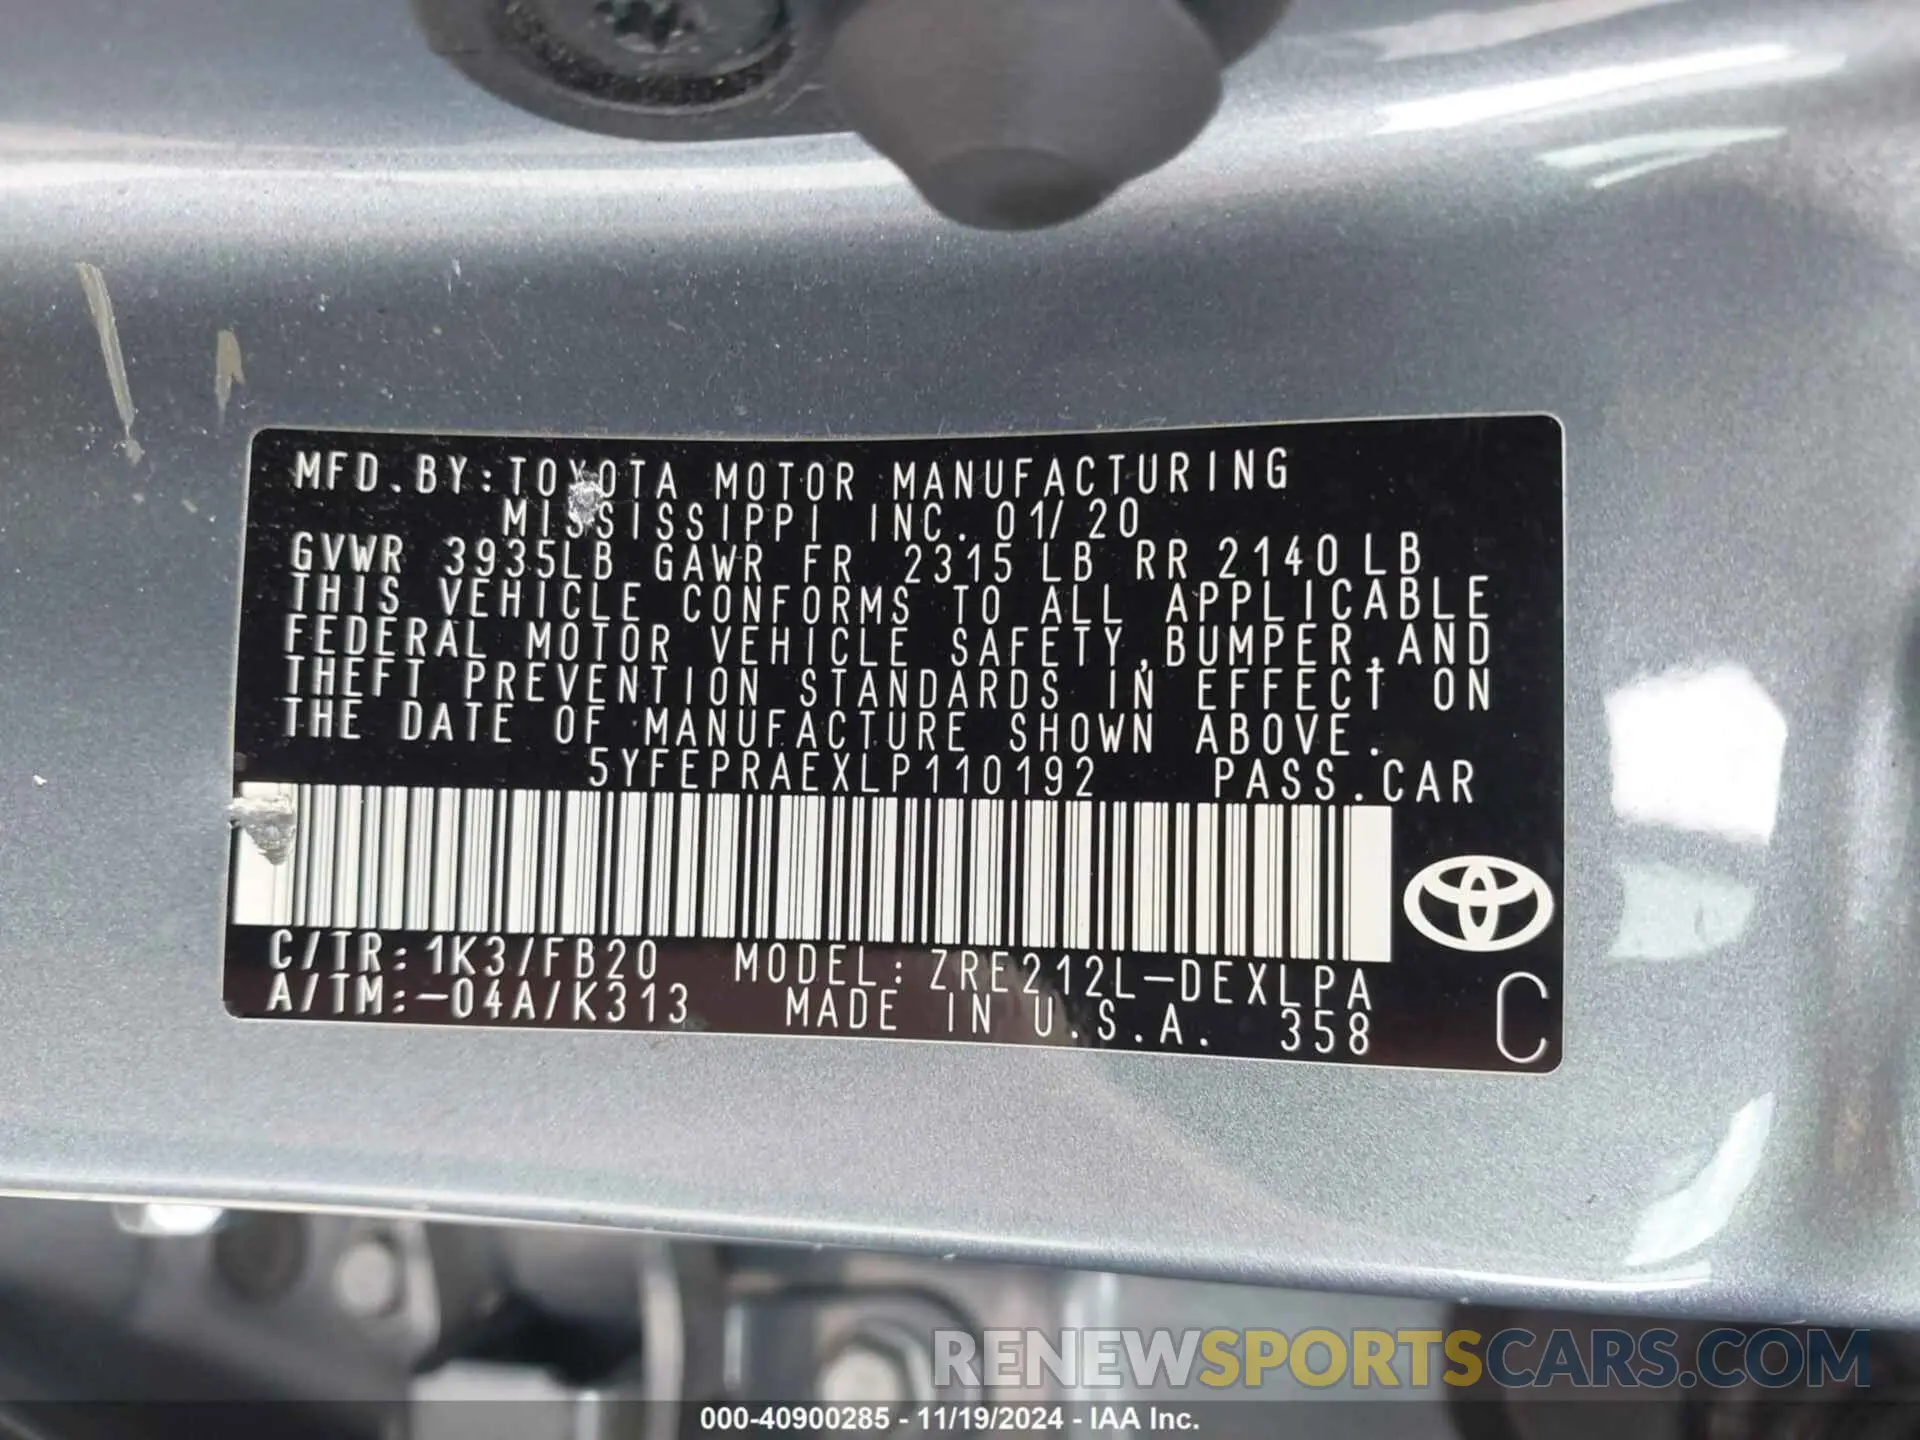 MFD.BY:TOYOTA MOTOR MANUFACTURING
MISSISSIPPI INC. 01/20
GVWR 3935LB GAWR FR 2315 LB RR 2140 LB
THIS VEHICLE CONFORMS TO ALL APPLICABLE
FEDERAL MOTOR VEHICLE SAFETY,BUMPER,AND
THEFT PREVENTION STANDARDS IN EFFECT ON
THE DATE OF MANUFACTURE SHOWN ABOVE.
5YFEPRAEXLP110192 PASS.CAR
C/TR: 1K3/FB20 MODEL: ZRE212L-DEXLPA
A/TM:-04A/K313 MADE IN U.S.A. 358 C
RENEWSPORTSCARS.COM
000-40900285 - 11/19/2024 - IAA Inc.